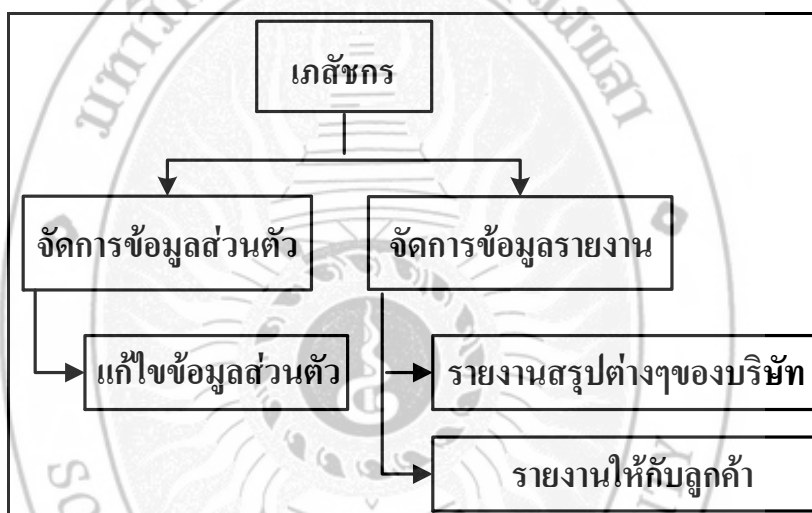 เภสัชกร
จัดการข้อมูลส่วนตัว
จัดการข้อมูลรายงาน
แก้ไขข้อมูลส่วนตัว
รายงานสรุปต่างๆของบริษัท
รายงานให้กับลูกค้า